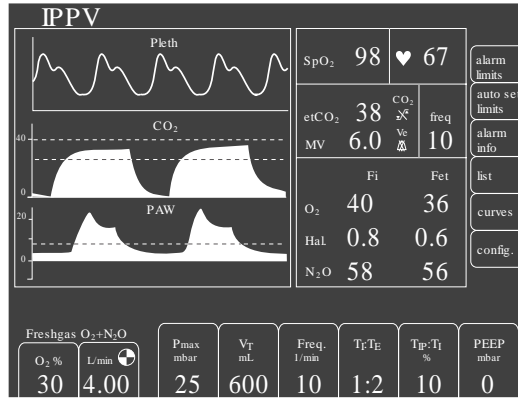 IPPV
Pleth
CO₂
40
0
PAW
20
0
SpO₂ 98 ♥ 67
etCO₂ 38 CO₂ freq
MV 6.0 Ve 10
Fi Fet
O₂ 40 36
Hal. 0.8 0.6
N₂O 58 56
alarm
limits
auto set
limits
alarm
info
list
curves
config.
Freshgas O₂+N₂O
O₂ % L/min
30 4.00
Pmax
mbar
25
VT
mL
600
Freq.
1/min
10
TI:TE
1:2
TIP:TI
%
10
PEEP
mbar
0